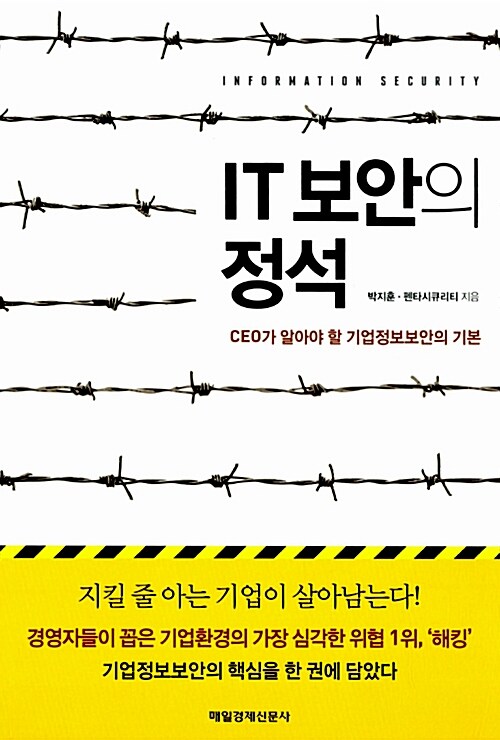 INFORMATION SECURITY
IT 보안의
정석
박지훈 · 펜타시큐리티 지음
CEO가 알아야 할 기업정보보안의 기본
지킬 줄 아는 기업이 살아남는다!
경영자들이 꼽은 기업환경의 가장 심각한 위협 1위, ‘해킹’
기업정보보안의 핵심을 한 권에 담았다
매일경제신문사